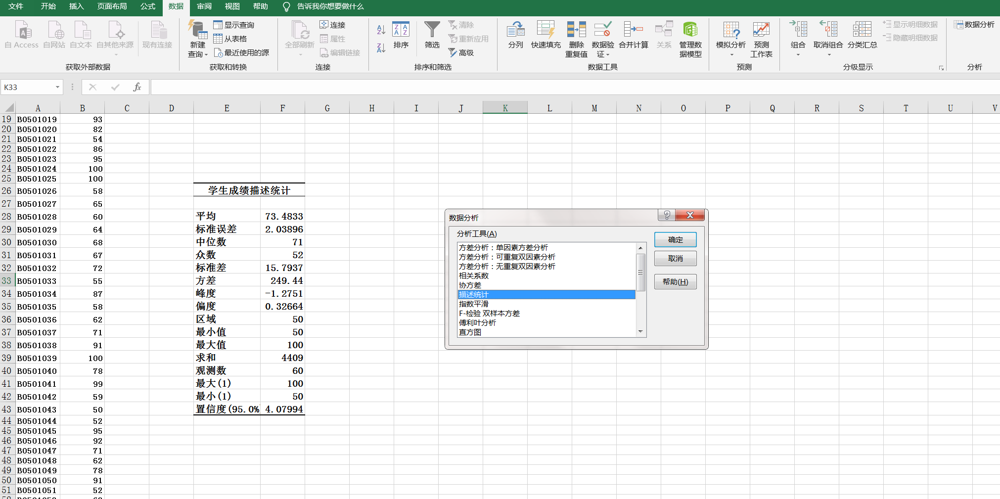 文件 开始 插入 页面布局 公式 数据 审阅 视图 帮助 告诉我你想要做什么
自 Access 自网站 自文本 自其他来源 现有连接
获取外部数据
新建
查询
显示查询
从表格
最近使用的源
获取和转换
全部刷新
连接
属性
编辑链接
连接
排序
筛选
清除
重新应用
高级
排序和筛选
分列 快速填充 删除
重复值 数据验
证 合并计算 关系 管理数
据模型
数据工具
模拟分析 预测
工作表
预测
组合 取消组合 分类汇总
显示明细数据
隐藏明细数据
分级显示
数据分析
分析
K33 fx
A B C D E F G H I J K L M N O P Q R S T U V
19 B0501019 93
20 B0501020 82
21 B0501021 54
22 B0501022 86
23 B0501023 95
24 B0501024 100
25 B0501025 100
26 B0501026 58 学生成绩描述统计
27 B0501027 65
28 B0501028 60 平均 73.4833
29 B0501029 64 标准误差 2.03896
30 B0501030 68 中位数 71
31 B0501031 67 众数 52
32 B0501032 72 标准差 15.7937
33 B0501033 55 方差 249.44
34 B0501034 87 峰度 -1.2751
35 B0501035 58 偏度 0.32664
36 B0501036 62 区域 50
37 B0501037 71 最小值 50
38 B0501038 91 最大值 100
39 B0501039 100 求和 4409
40 B0501040 78 观测数 60
41 B0501041 99 最大(1) 100
42 B0501042 59 最小(1) 50
43 B0501043 50 置信度(95.0% 4.07994
44 B0501044 52
45 B0501045 95
46 B0501046 92
47 B0501047 71
48 B0501048 62
49 B0501049 78
50 B0501050 91
51 B0501051 52
数据分析 ?
分析工具(A)
方差分析：单因素方差分析
方差分析：可重复双因素分析
方差分析：无重复双因素分析
相关系数
协方差
描述统计
指数平滑
F-检验 双样本方差
傅利叶分析
直方图
确定
取消
帮助(H)